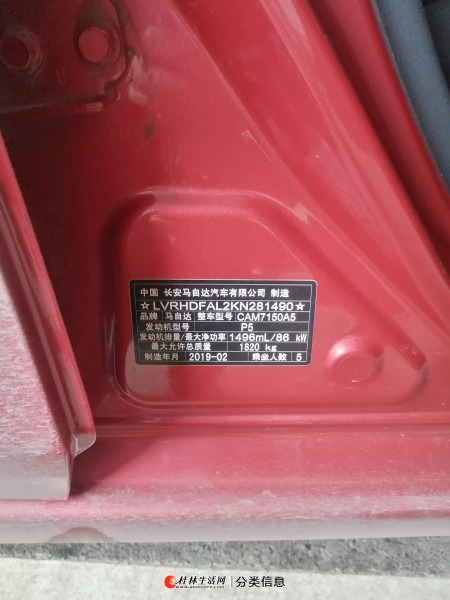 中国 长安马自达汽车有限公司 制造
☆LVRHDFAL2KN281490☆
品牌 马自达 整车型号 CAM7150A5
发动机型号 P5
发动机排量/最大净功率 1496mL/86 kW
最大允许总质量 1820 kg
制造年月 2019-02 乘坐人数 5
桂林生活网 分类信息